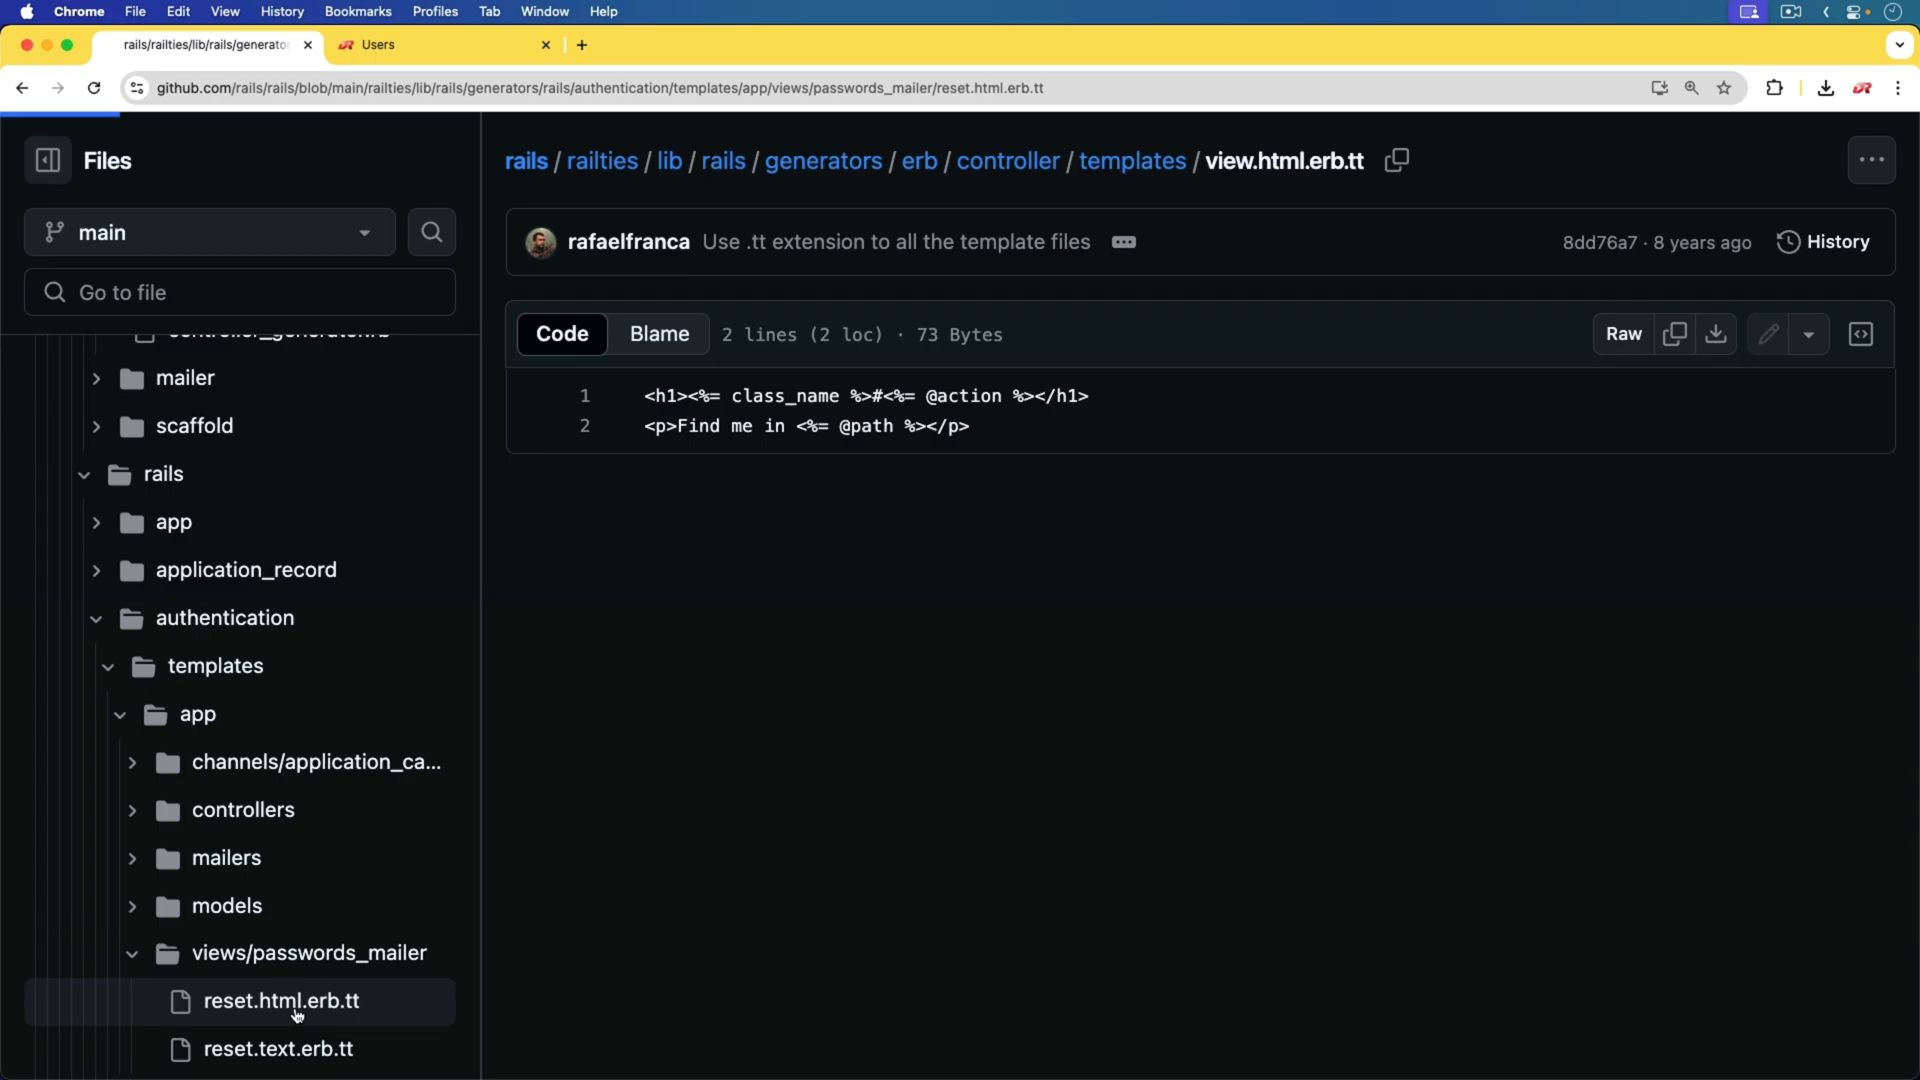 Chrome File Edit View History Bookmarks Profiles Tab Window Help
rails/railties/lib/rails/generato
Users
github.com/rails/rails/blob/main/railties/lib/rails/generators/rails/authentication/templates/app/views/passwords_mailer/reset.html.erb.tt
Files
rails / railties / lib / rails / generators / erb / controller / templates / view.html.erb.tt
main
rafaelfranca Use .tt extension to all the template files
8dd76a7 · 8 years ago History
Go to file
Code Blame 2 lines (2 loc) · 73 Bytes
Raw
1 <h1><%= class_name %>#<%= @action %></h1>
2 <p>Find me in <%= @path %></p>
mailer
scaffold
rails
app
application_record
authentication
templates
app
channels/application_ca...
controllers
mailers
models
views/passwords_mailer
reset.html.erb.tt
reset.text.erb.tt